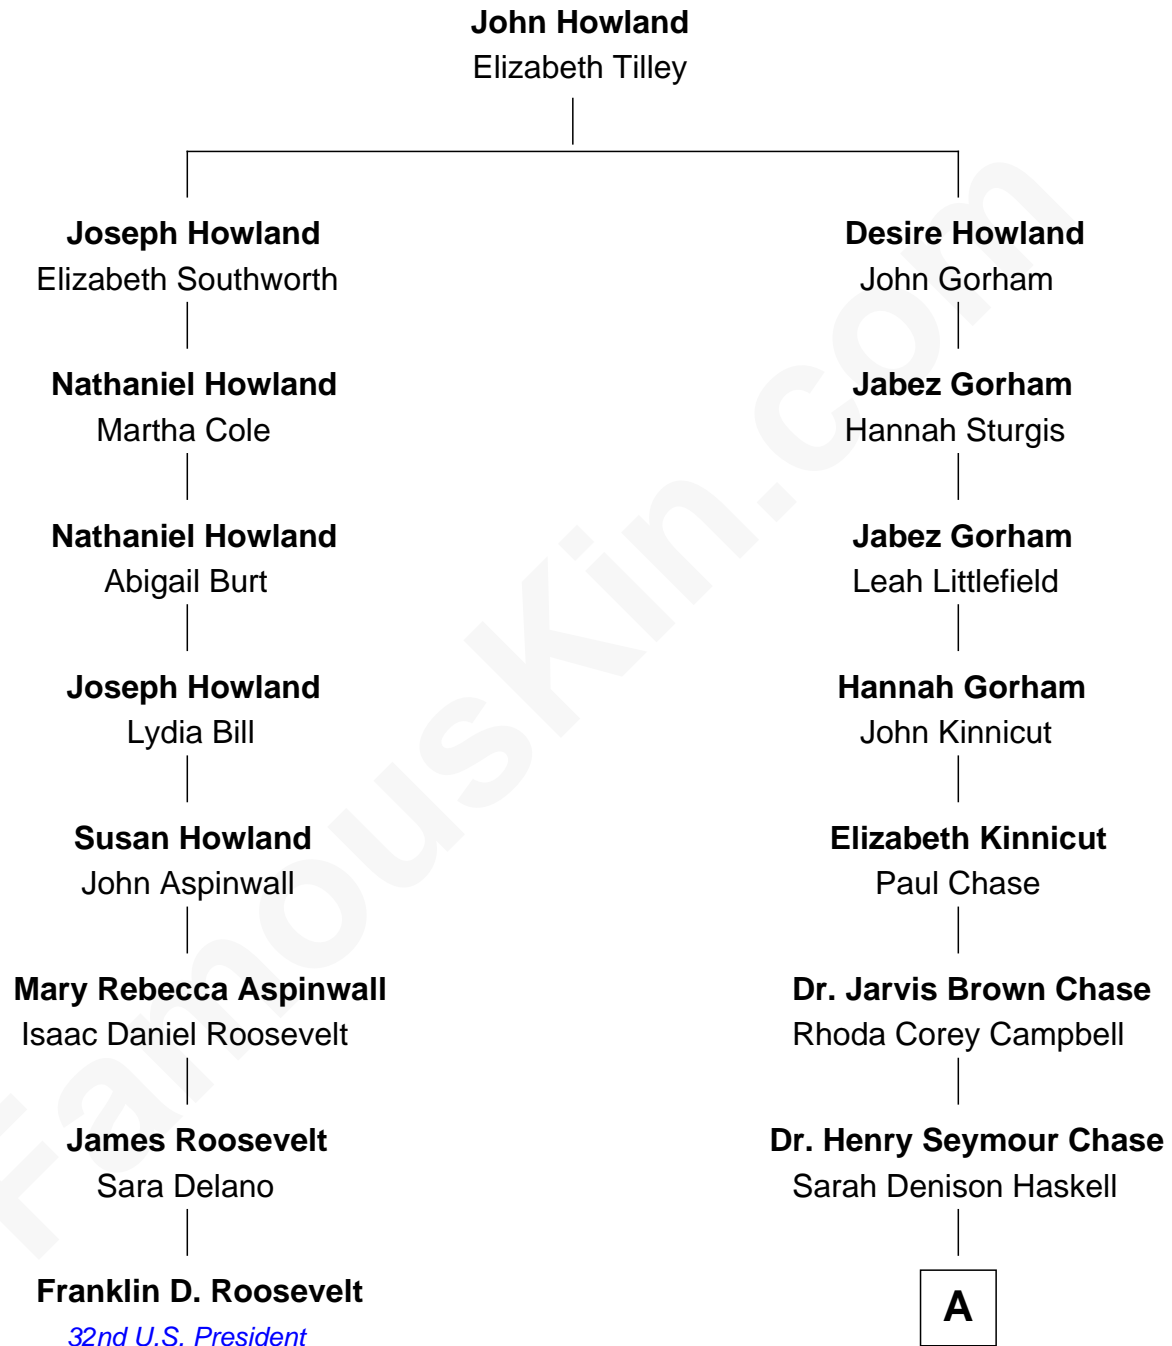 John Howland
Elizabeth Tilley
Joseph Howland
Elizabeth Southworth
Desire Howland
John Gorham
Nathaniel Howland
Martha Cole
Jabez Gorham
Hannah Sturgis
Nathaniel Howland
Abigail Burt
Jabez Gorham
Leah Littlefield
Joseph Howland
Lydia Bill
Hannah Gorham
John Kinnicut
Susan Howland
John Aspinwall
Elizabeth Kinnicut
Paul Chase
Mary Rebecca Aspinwall
Isaac Daniel Roosevelt
Dr. Jarvis Brown Chase
Rhoda Corey Campbell
James Roosevelt
Sara Delano
Dr. Henry Seymour Chase
Sarah Denison Haskell
Franklin D. Roosevelt
32nd U.S. President
A
FamousKin.com